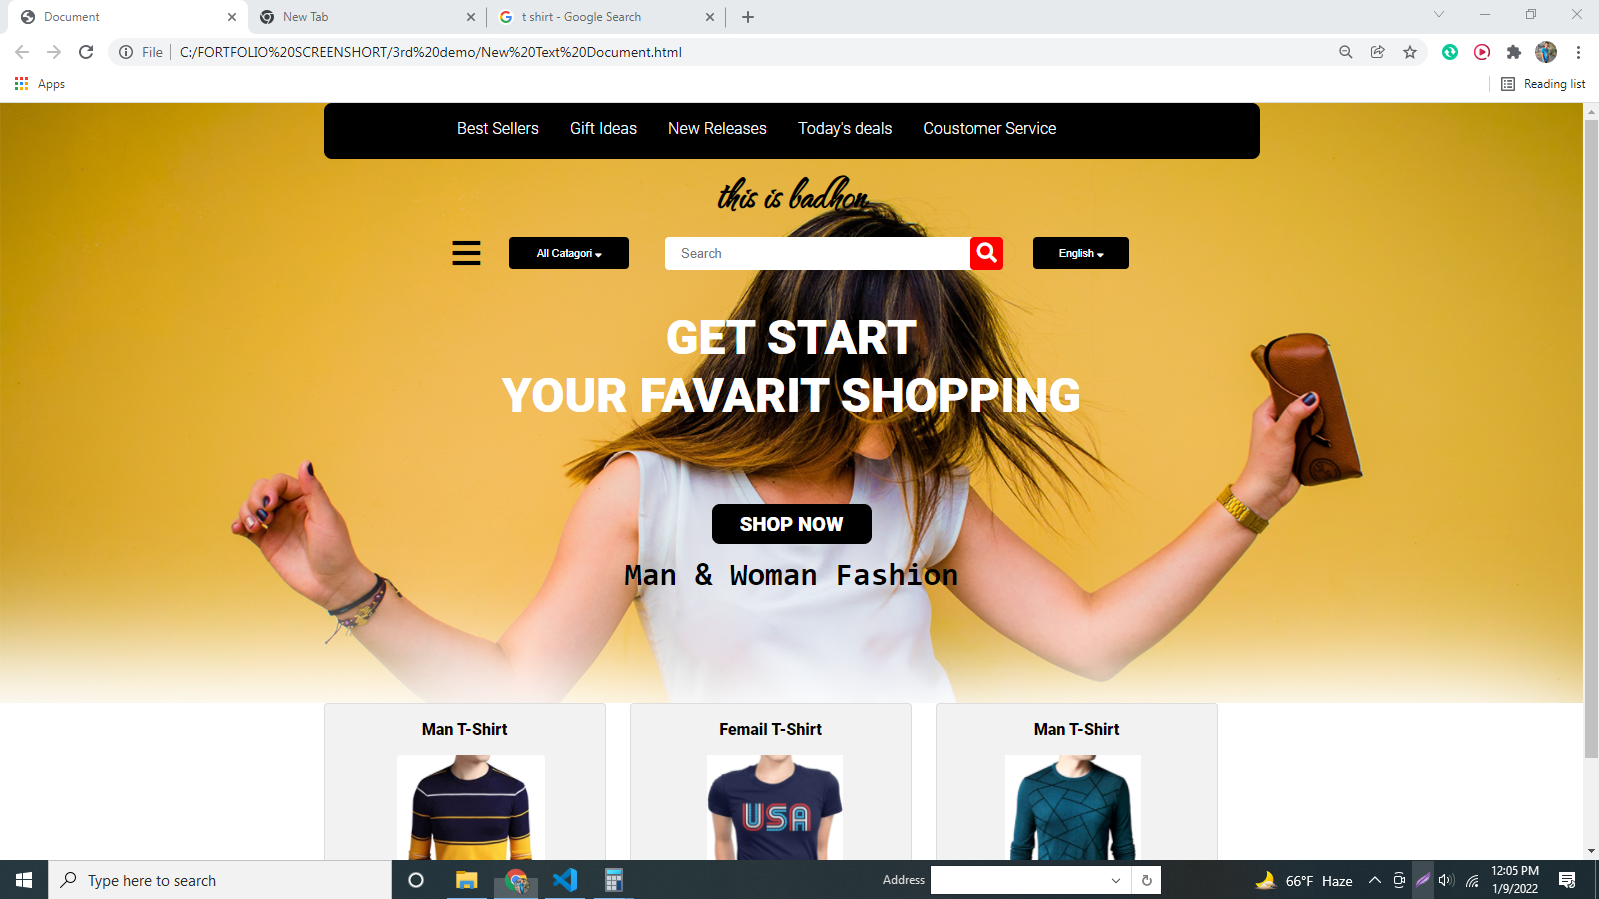 Document
New Tab
t shirt - Google Search
File
C:/FORTFOLIO%20SCREENSHORT/3rd%20demo/New%20Text%20Document.html
Apps
Reading list
Best Sellers
Gift Ideas
New Releases
Today's deals
Coustomer Service
this is badhon
All Catagori
Search
English
GET START
YOUR FAVARIT SHOPPING
SHOP NOW
Man & Woman Fashion
Man T-Shirt
Femail T-Shirt
Man T-Shirt
USA
Type here to search
Address
66°F Haze
12:05 PM
1/9/2022